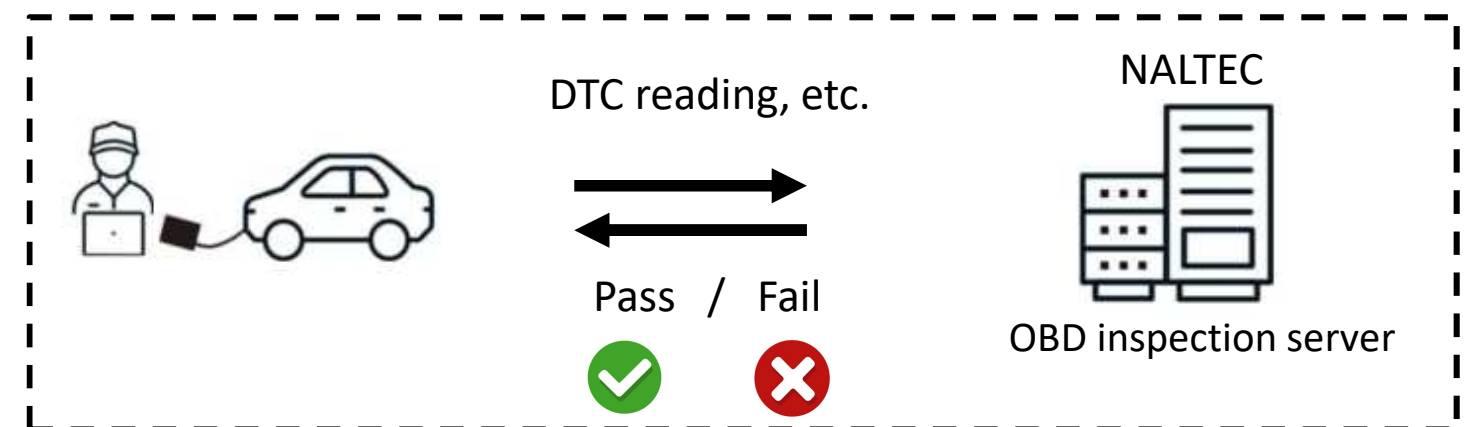 DTC reading, etc.
NALTEC
Pass / Fail
OBD inspection server